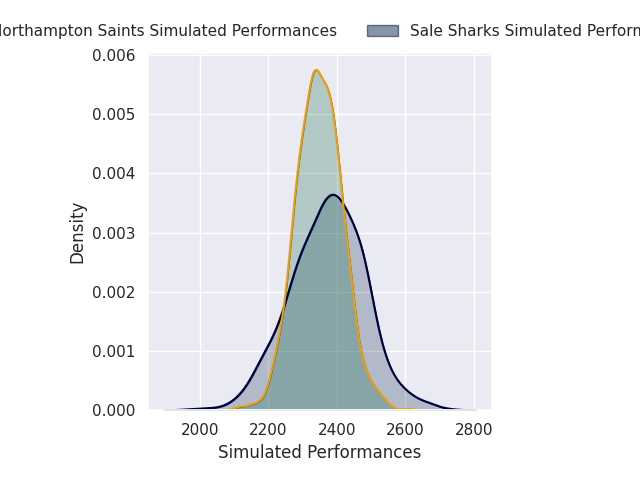 Northampton Saints Simulated Performances Sale Sharks Simulated
0.006
0.005
0.004
0.003
0.002
0.001
0.000
Density
2000 2200 2400 2600 2800
Simulated Performances